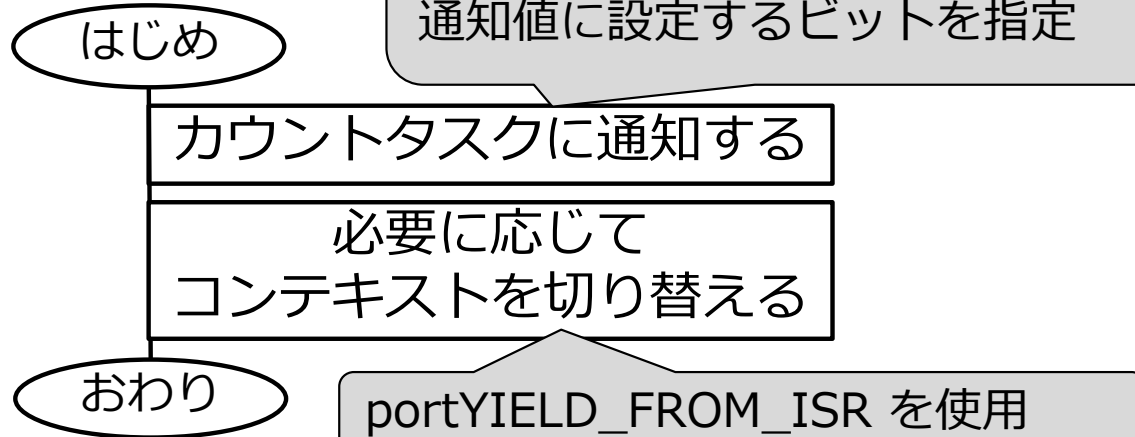 通知値に設定するビットを指定
はじめ
カウントタスクに通知する
必要に応じて
コンテキストを切り替える
おわり
portYIELD_FROM_ISR を使用